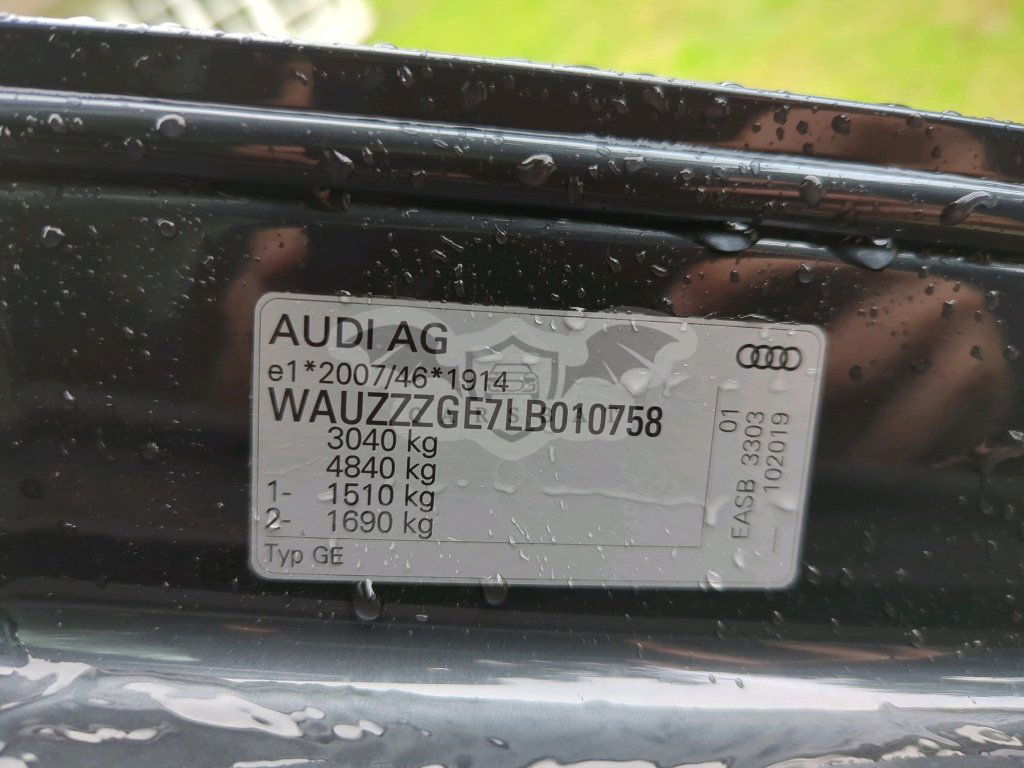 AUDI AG
e1*2007/46*1914
WAUZZZGE7LB010758
3040 kg
4840 kg
1- 1510 kg
2- 1690 kg
Typ GE
01
EASB 3303
102019
CARS